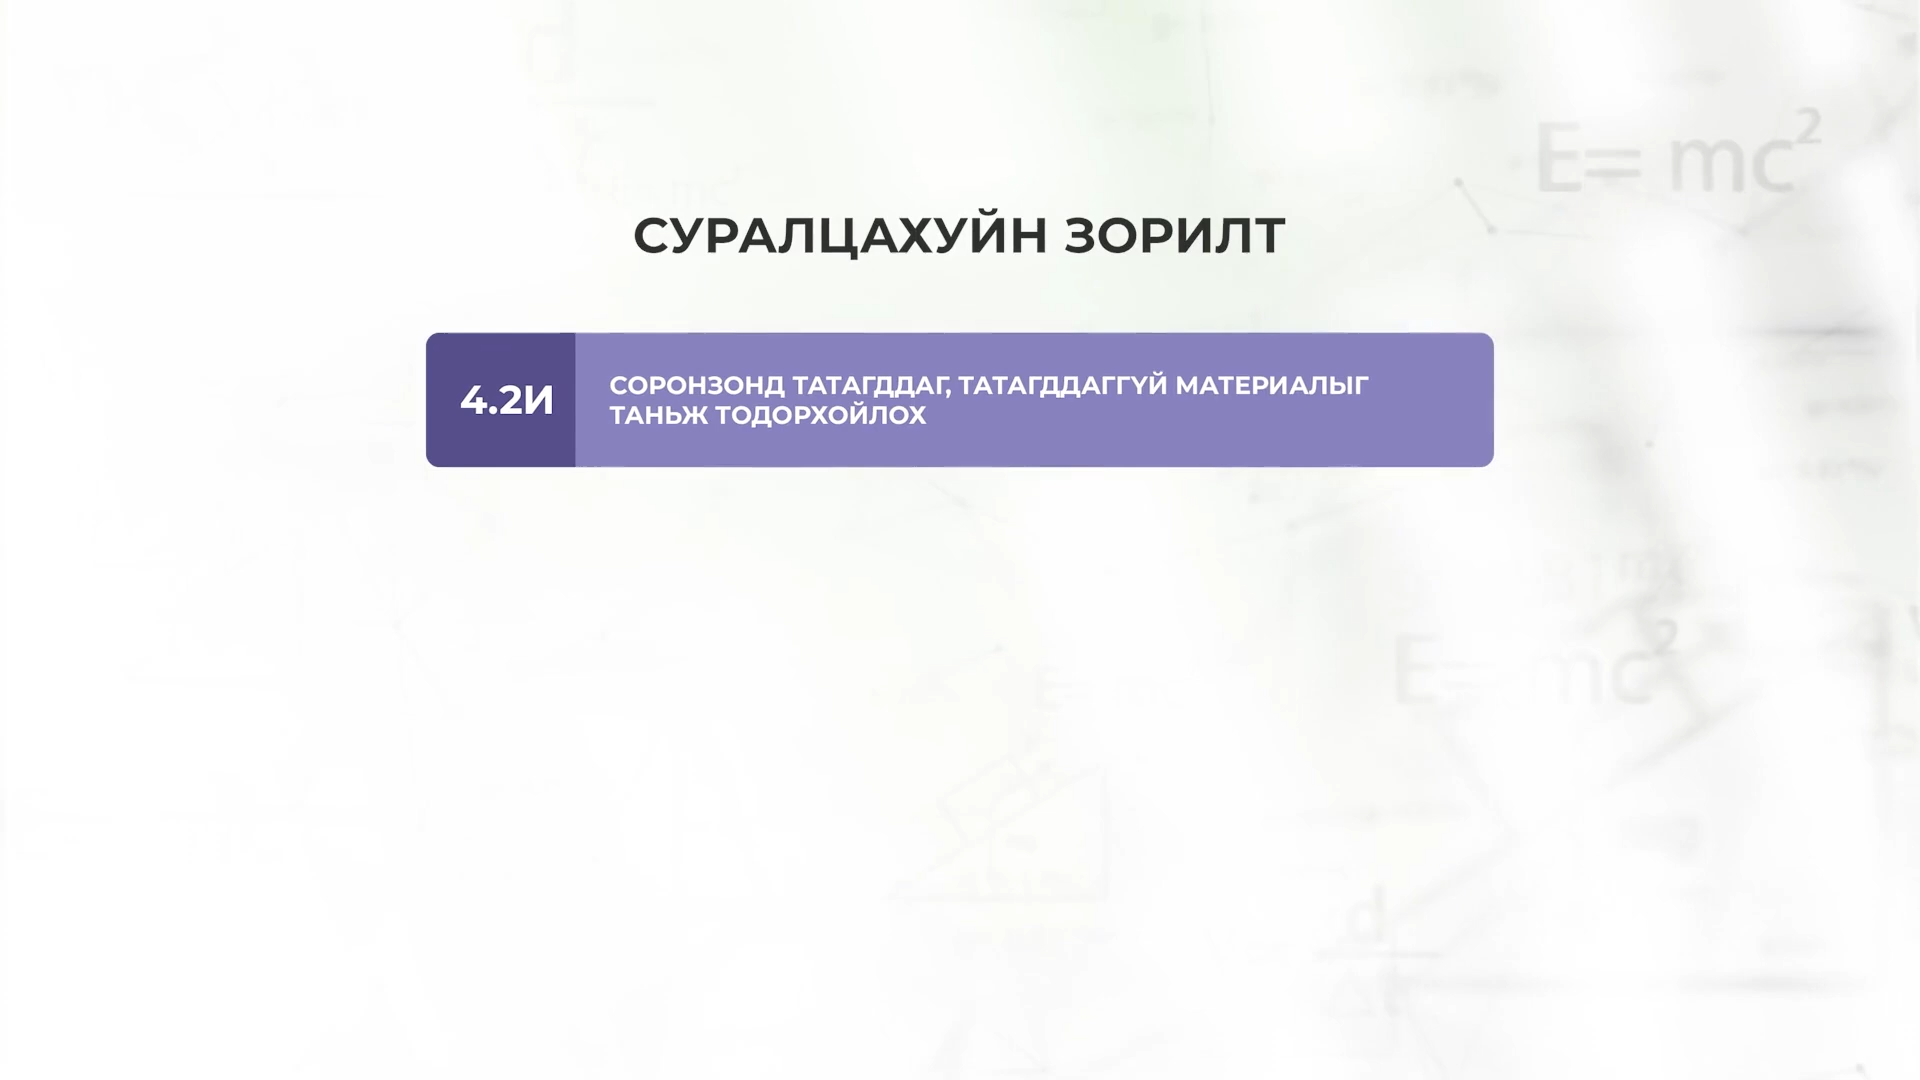 E= mc²
СУРАЛЦАХУЙН ЗОРИЛТ
4.2И
СОРОНЗОНД ТАТАГДДАГ, ТАТАГДДАГГҮЙ МАТЕРИАЛЫГ
ТАНЬЖ ТОДОРХОЙЛОХ
E= mc²
d